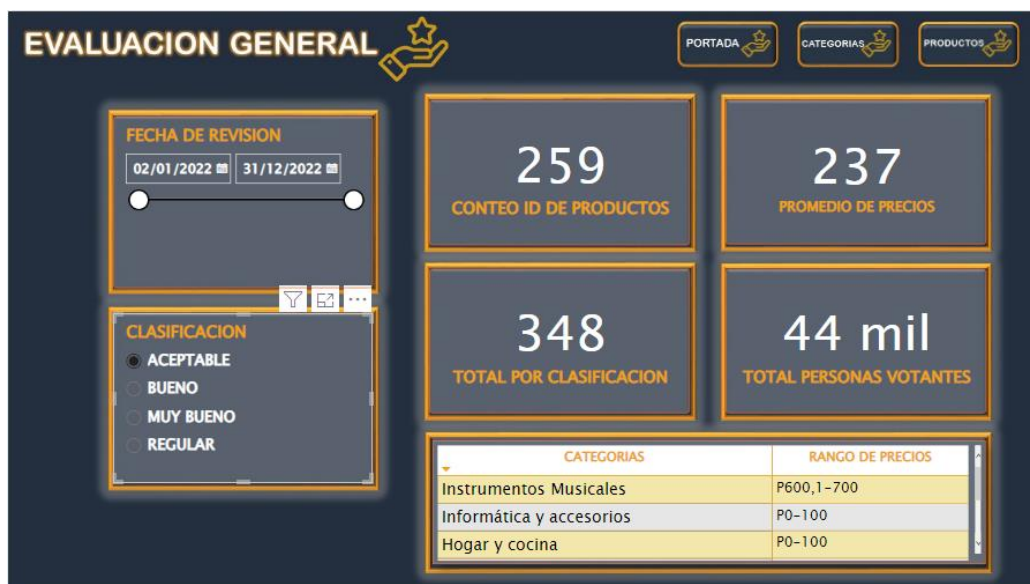 EVALUACION GENERAL
PORTADA
CATEGORIAS
PRODUCTOS
FECHA DE REVISION
02/01/2022
31/12/2022
259
CONTEO ID DE PRODUCTOS
237
PROMEDIO DE PRECIOS
CLASIFICACION
ACEPTABLE
BUENO
MUY BUENO
REGULAR
348
TOTAL POR CLASIFICACION
44 mil
TOTAL PERSONAS VOTANTES
CATEGORIAS RANGO DE PRECIOS
Instrumentos Musicales P600,1-700
Informática y accesorios P0-100
Hogar y cocina P0-100